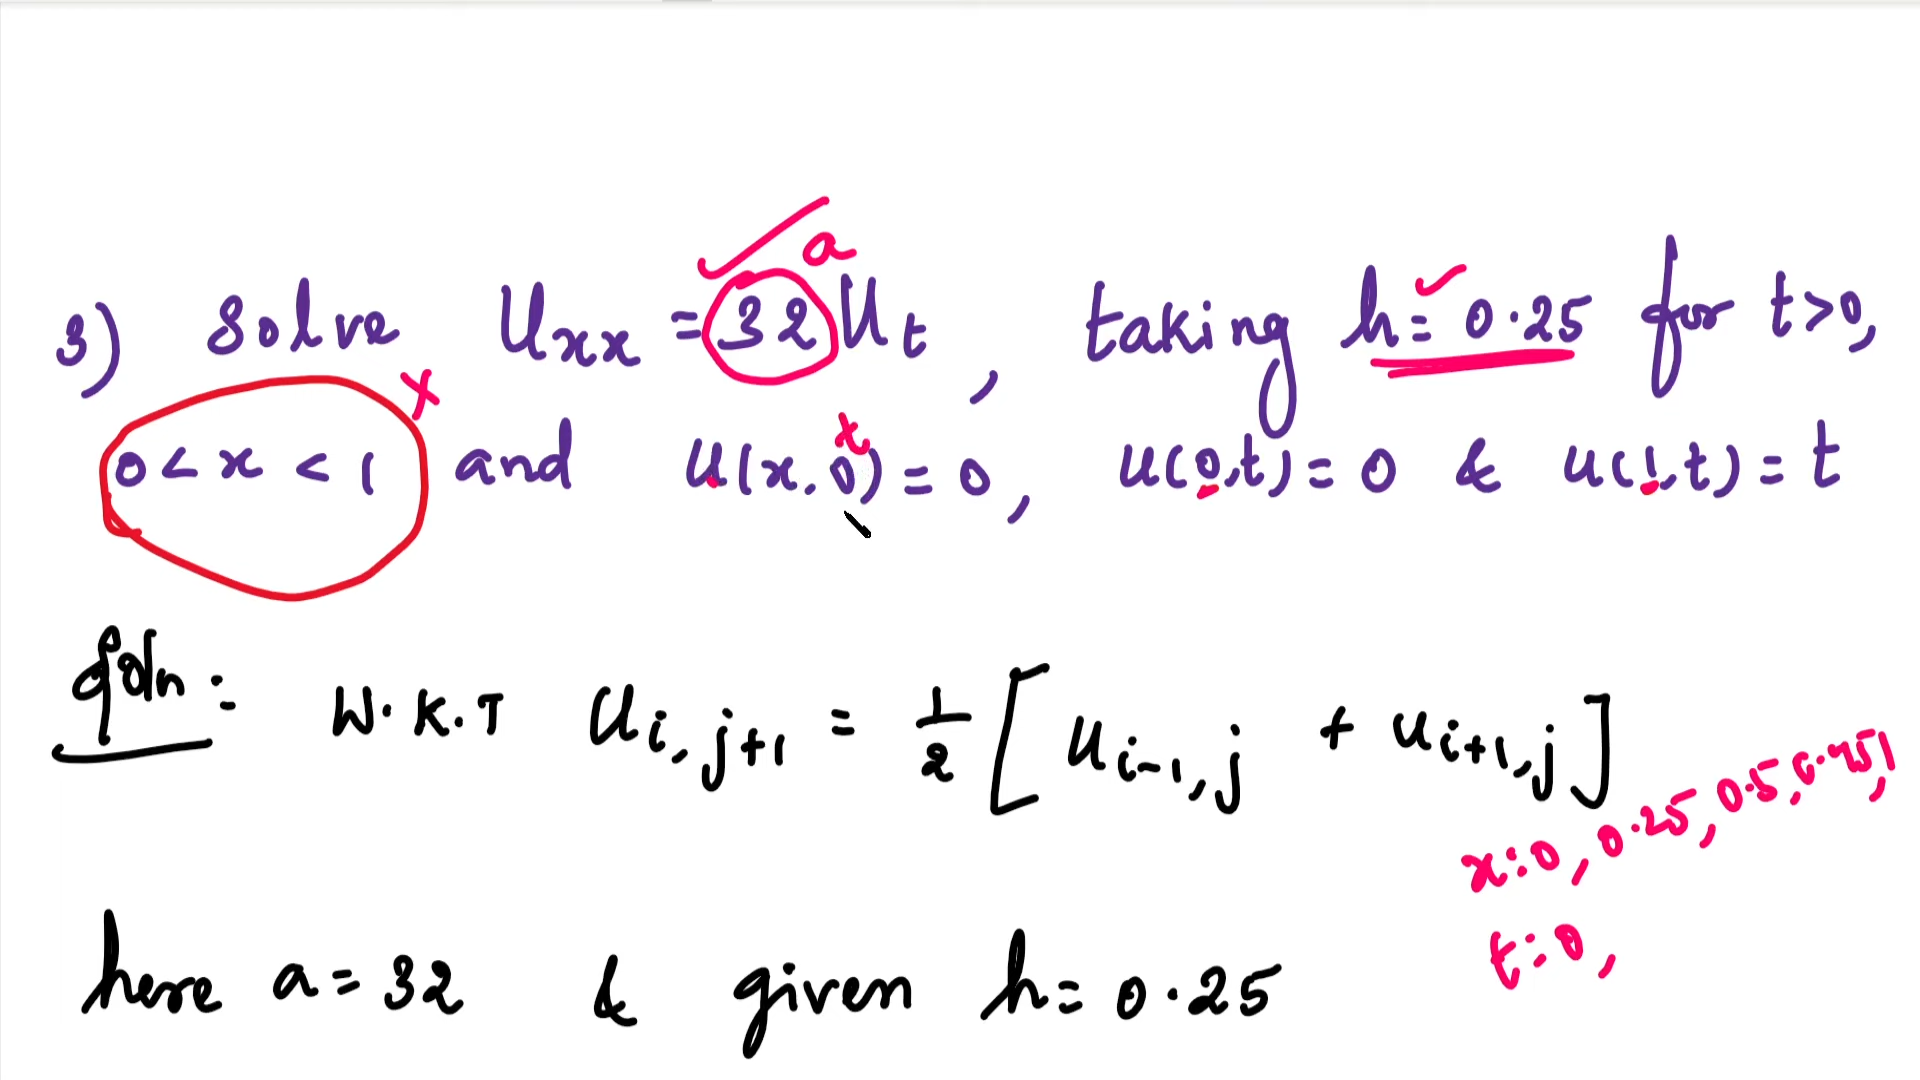 a
3) Solve Uxx = 32 Ut , taking h = 0.25 for t>0,
x
t
0 < x < 1 and u(x, 0) = 0, u(0,t) = 0 & u(1,t) = t
Soln : W.K.T Ui, j+1 = 1/2 [ Ui-1, j + Ui+1, j ]
x: 0, 0.25, 0.5, 0.75, 1
t: 0,
here a = 32 & given h = 0.25